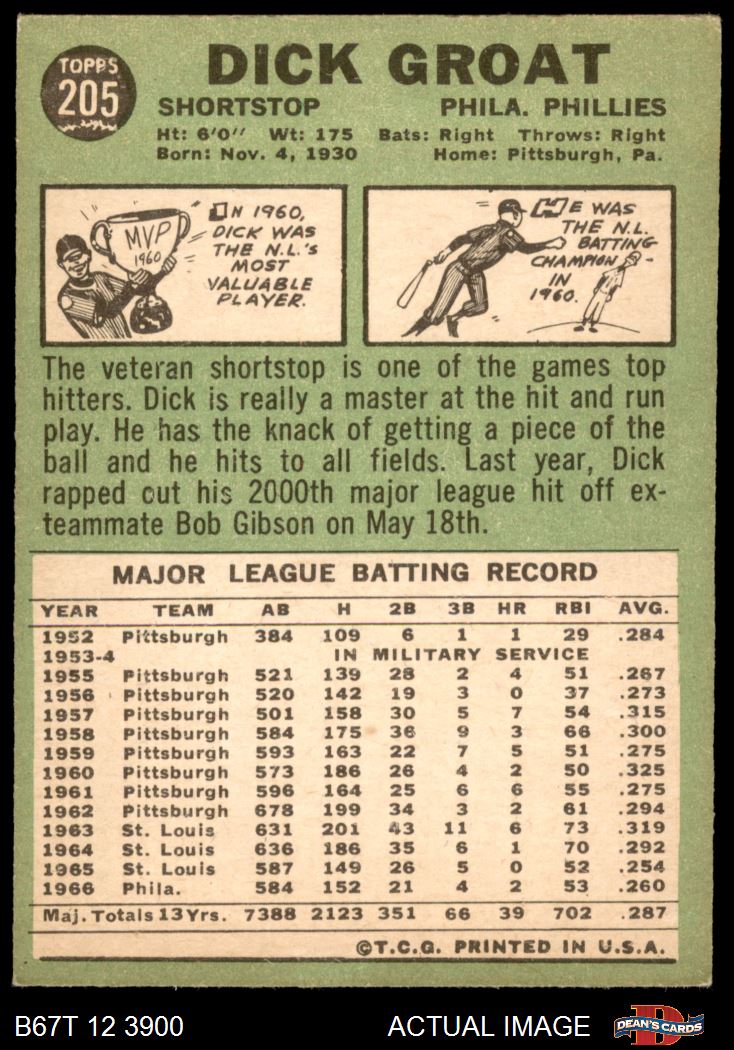 TOPPS
205
DICK GROAT
SHORTSTOP PHILA. PHILLIES
Ht: 6'0" Wt: 175 Bats: Right Throws: Right
Born: Nov. 4, 1930 Home: Pittsburgh, Pa.
MVP
1960
IN 1960,
DICK WAS
THE N.L.'S
MOST
VALUABLE
PLAYER.
HE WAS
THE N.L.
BATTING
CHAMPION
IN
1960.
The veteran shortstop is one of the games top
hitters. Dick is really a master at the hit and run
play. He has the knack of getting a piece of the
ball and he hits to all fields. Last year, Dick
rapped out his 2000th major league hit off ex-
teammate Bob Gibson on May 18th.
MAJOR LEAGUE BATTING RECORD
YEAR TEAM AB H 2B 3B HR RBI AVG.
1952 Pittsburgh 384 109 6 1 1 29 .284
1953-4 IN MILITARY SERVICE
1955 Pittsburgh 521 139 28 2 4 51 .267
1956 Pittsburgh 520 142 19 3 0 37 .273
1957 Pittsburgh 501 158 30 5 7 54 .315
1958 Pittsburgh 584 175 36 9 3 66 .300
1959 Pittsburgh 593 163 22 7 5 51 .275
1960 Pittsburgh 573 186 26 4 2 50 .325
1961 Pittsburgh 596 164 25 6 6 55 .275
1962 Pittsburgh 678 199 34 3 2 61 .294
1963 St. Louis 631 201 43 11 6 73 .319
1964 St. Louis 636 186 35 6 1 70 .292
1965 St. Louis 587 149 26 5 0 52 .254
1966 Phila. 584 152 21 4 2 53 .260
Maj. Totals 13 Yrs. 7388 2123 351 66 39 702 .287
©T.C.G. PRINTED IN U.S.A.
B67T 12 3900 ACTUAL IMAGE
D
DEAN'S CARDS